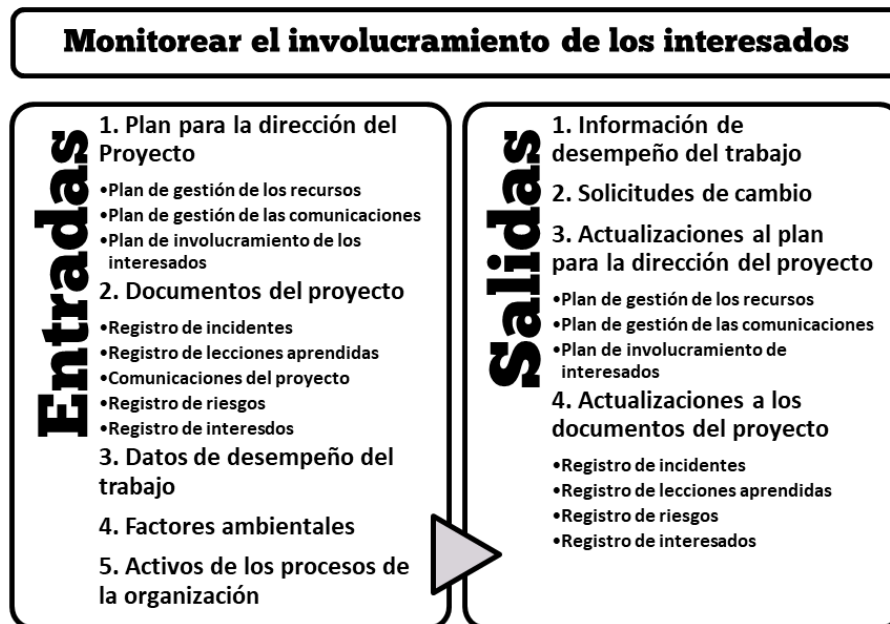 Monitorear el involucramiento de los interesados
Entradas
1. Plan para la dirección del
Proyecto
•Plan de gestión de los recursos
•Plan de gestión de las comunicaciones
•Plan de involucramiento de los
interesados
2. Documentos del proyecto
•Registro de incidentes
•Registro de lecciones aprendidas
•Comunicaciones del proyecto
•Registro de riesgos
•Registro de interesdos
3. Datos de desempeño del
trabajo
4. Factores ambientales
5. Activos de los procesos de
la organización
Salidas
1. Información de
desempeño del trabajo
2. Solicitudes de cambio
3. Actualizaciones al plan
para la dirección del proyecto
•Plan de gestión de los recursos
•Plan de gestión de las comunicaciones
•Plan de involucramiento de
interesados
4. Actualizaciones a los
documentos del proyecto
•Registro de incidentes
•Registro de lecciones aprendidas
•Registro de riesgos
•Registro de interesados